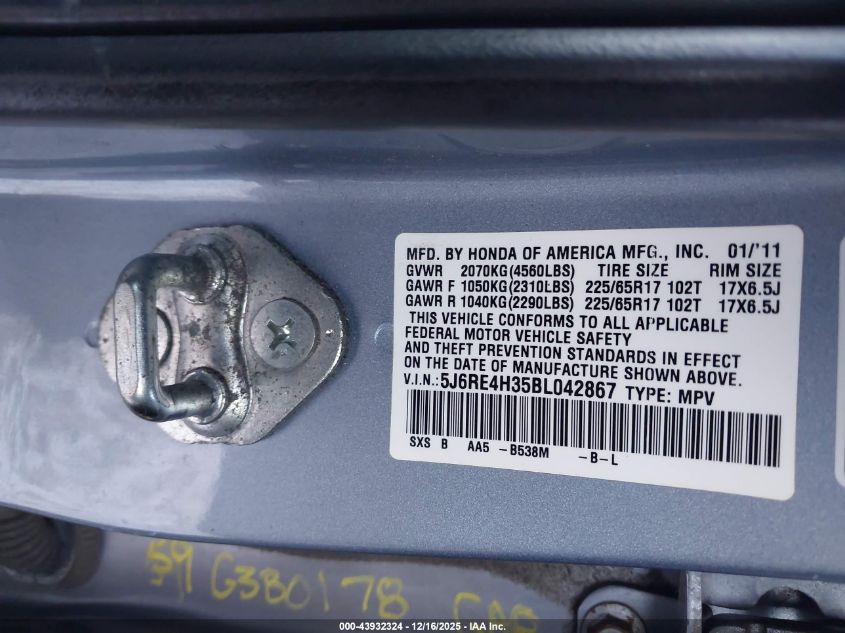 MFD. BY HONDA OF AMERICA MFG., INC. 01/'11
GVWR 2070KG(4560LBS) TIRE SIZE RIM SIZE
GAWR F 1050KG(2310LBS) 225/65R17 102T 17X6.5J
GAWR R 1040KG(2290LBS) 225/65R17 102T 17X6.5J
THIS VEHICLE CONFORMS TO ALL APPLICABLE
FEDERAL MOTOR VEHICLE SAFETY
AND THEFT PREVENTION STANDARDS IN EFFECT
ON THE DATE OF MANUFACTURE SHOWN ABOVE.
V.I.N.:5J6RE4H35BL042867 TYPE: MPV
SXS B AA5 -B538M -B-L
59 G3B0178
000-43932324 | 12/16/2025 - IAA Inc.